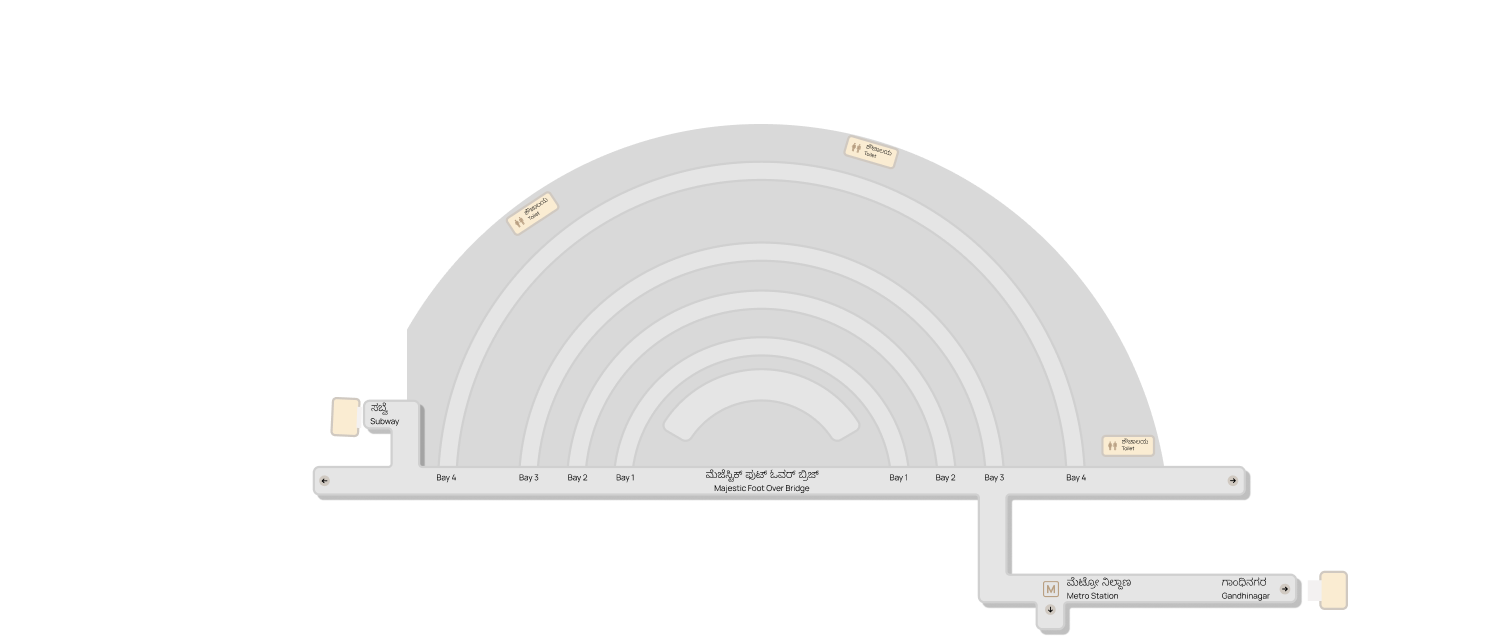 ಶೌಚಾಲಯ
Toilet
ಶೌಚಾಲಯ
Toilet
ಸಬ್ವೆ
Subway
ಶೌಚಾಲಯ
Toilet
Bay 4
Bay 3
Bay 2
Bay 1
ಮೆಜೆಸ್ಟಿಕ್ ಫುಟ್ ಓವರ್ ಬ್ರಿಜ್
Majestic Foot Over Bridge
Bay 1
Bay 2
Bay 3
Bay 4
M
ಮೆಟ್ರೋ ನಿಲ್ದಾಣ
Metro Station
ಗಾಂಧಿನಗರ
Gandhinagar